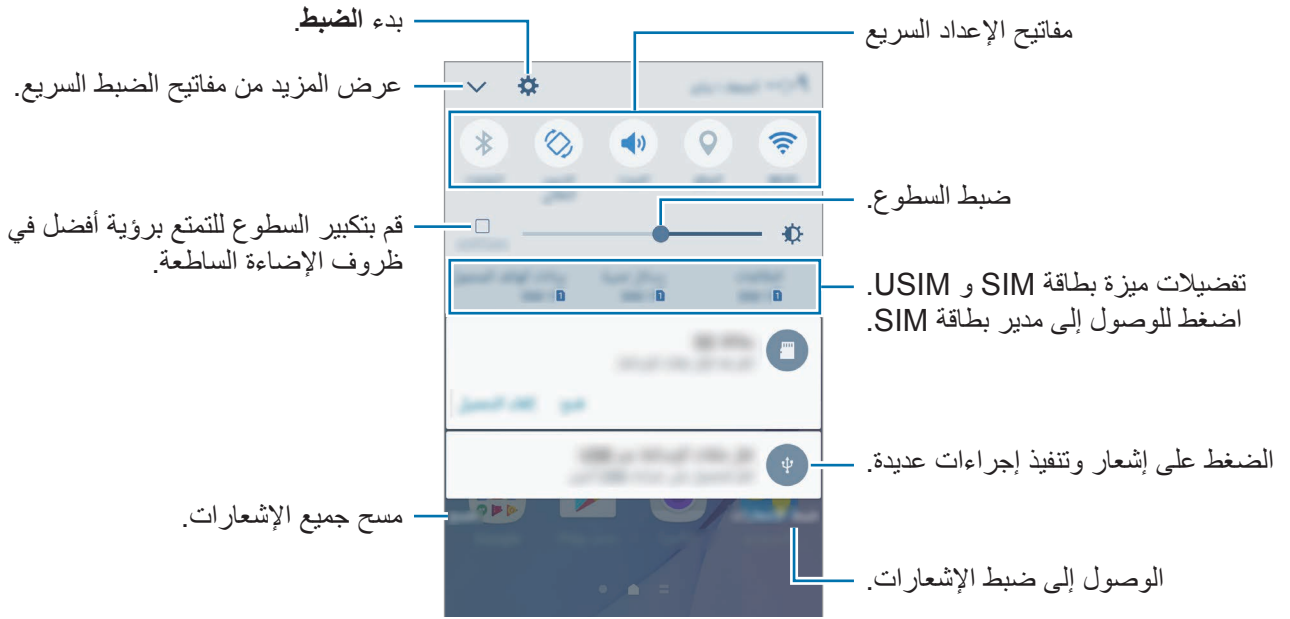 بدء الضبط.
مفاتيح الإعداد السريع
عرض المزيد من مفاتيح الضبط السريع.
ضبط السطوع.
قم بتكبير السطوع للتمتع برؤية أفضل في
ظروف الإضاءة الساطعة.
تفضيلات ميزة بطاقة SIM و USIM.
اضغط للوصول إلى مدير بطاقة SIM.
الضغط على إشعار وتنفيذ إجراءات عديدة.
مسح جميع الإشعارات.
الوصول إلى ضبط الإشعارات.